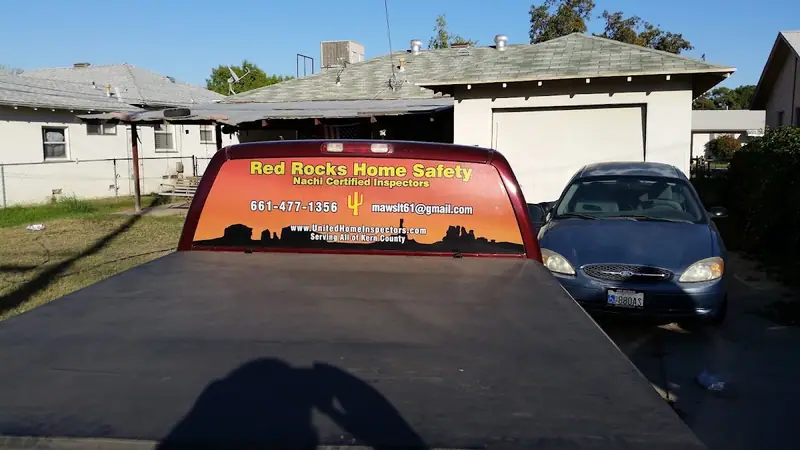 Red Rocks Home Safety
Nachi Certified Inspectors
661-477-1356 mawslt61@gmail.com
www.UnitedHomeInspectors.com
Serving All of Kern County